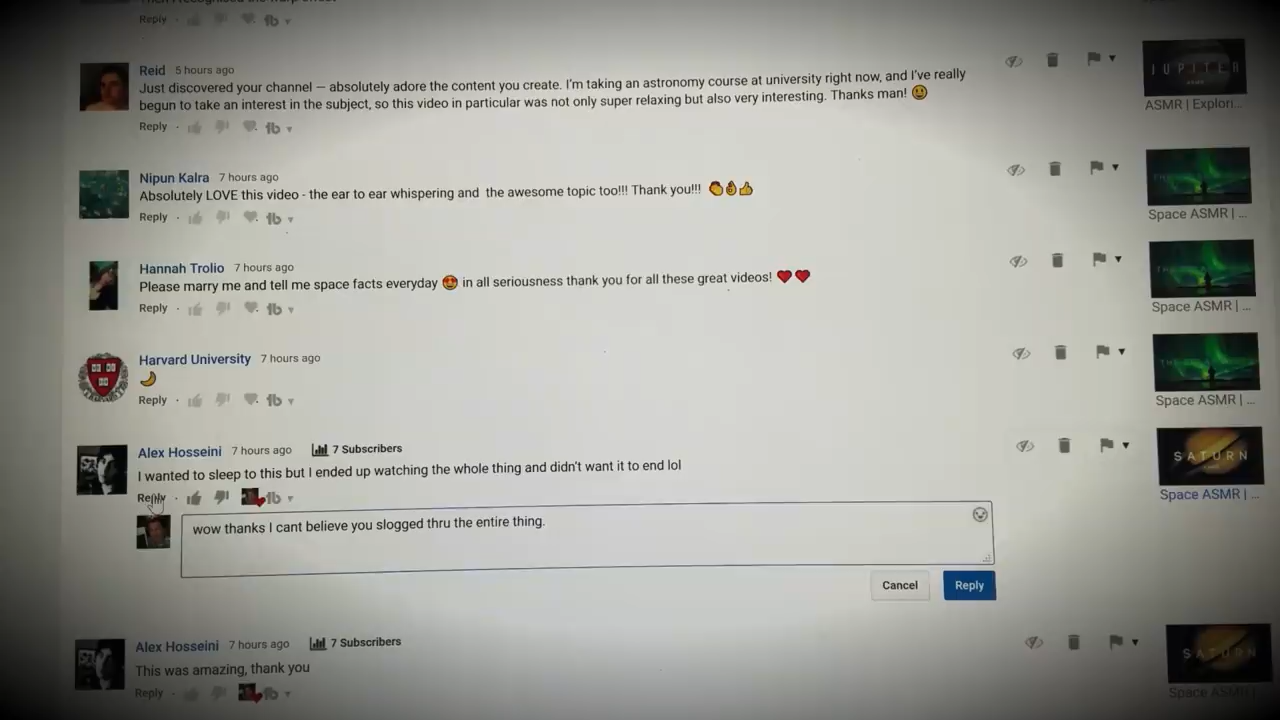 Reply
Reid 5 hours ago
Just discovered your channel — absolutely adore the content you create. I'm taking an astronomy course at university right now, and I've really
begun to take an interest in the subject, so this video in particular was not only super relaxing but also very interesting. Thanks man! 😃
Reply
JUPITER
ASMR | Explori...
Nipun Kalra 7 hours ago
Absolutely LOVE this video - the ear to ear whispering and the awesome topic too!!! Thank you!!! 👏👌👍
Reply
Space ASMR | ...
Hannah Trolio 7 hours ago
Please marry me and tell me space facts everyday 😍 in all seriousness thank you for all these great videos! ❤️❤️
Reply
Space ASMR | ...
Harvard University 7 hours ago
🌙
Reply
Space ASMR | ...
Alex Hosseini 7 hours ago 7 Subscribers
I wanted to sleep to this but I ended up watching the whole thing and didn't want it to end lol
Reply
SATURN
Space ASMR | ...
wow thanks I cant believe you slogged thru the entire thing.
Cancel Reply
Alex Hosseini 7 hours ago 7 Subscribers
This was amazing, thank you
Reply
SATURN
Space ASMR |